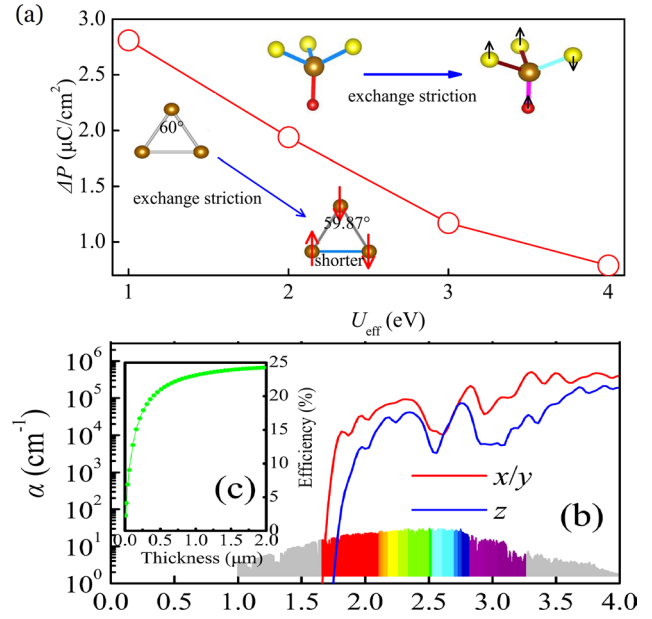 (a)
3.0
2.5
2.0
1.5
1.0
ΔP (μC/cm²)
exchange striction
60°
exchange striction
59.87°
shorter
1 2 3 4
U_eff (eV)
10⁶
10⁵
10⁴
10³
10²
10¹
10⁰
α (cm⁻¹)
25
20
15
10
5
0
Efficiency (%)
(c)
0.0 0.5 1.0 1.5 2.0
Thickness (μm)
x/y
z
(b)
0.0 0.5 1.0 1.5 2.0 2.5 3.0 3.5 4.0